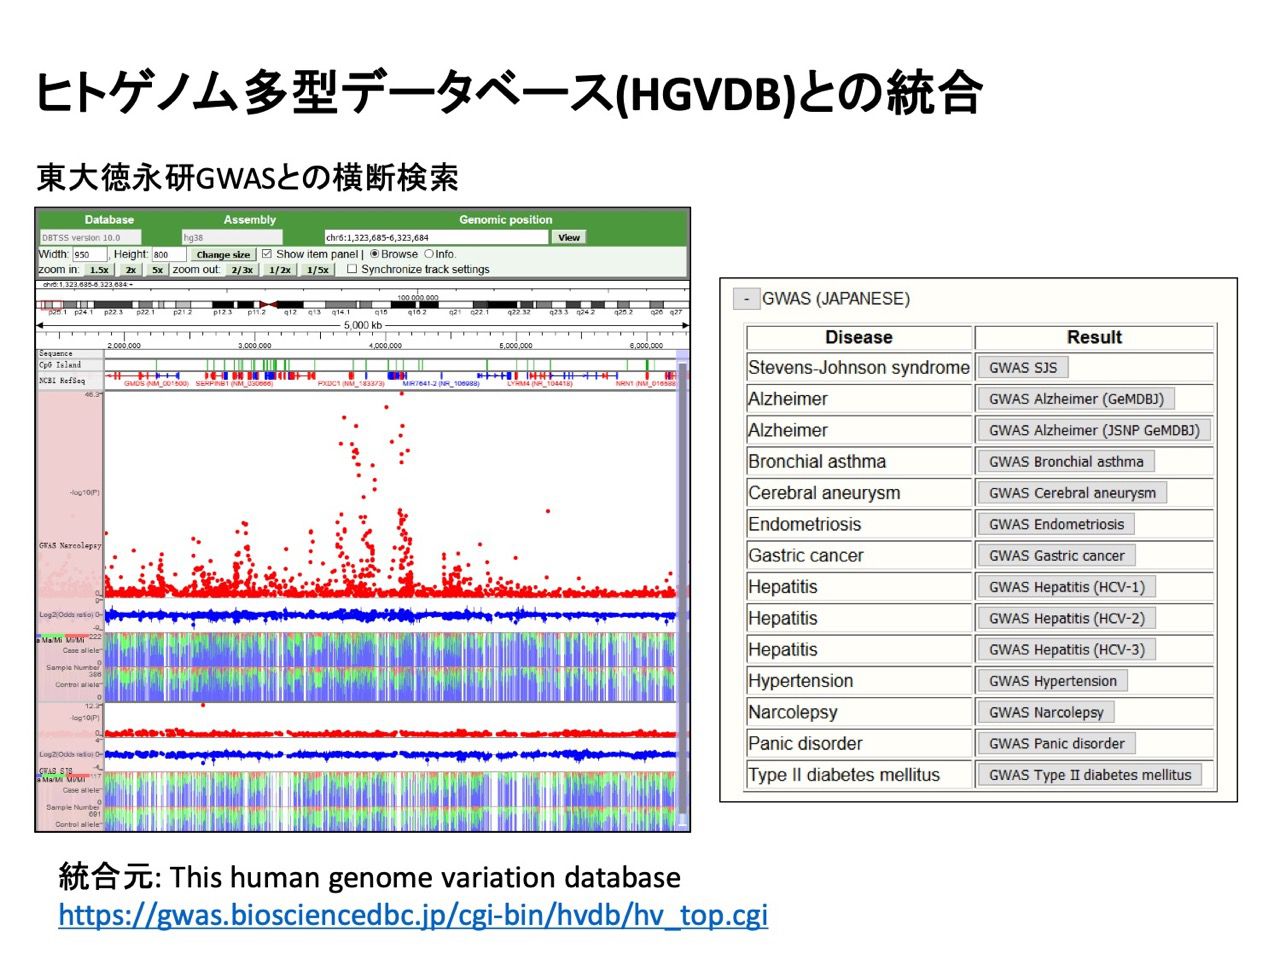 ヒトゲノム多型データベース(HGVDB)との統合
東大徳永研GWASとの横断検索
Database Assembly Genomic position
DBTSS version 10.0 hg38 chr6:1,323,685-6,323,684 View
Width: 950 , Height: 800 Change size Show item panel | Browse Info.
zoom in: 1.5x 2x 5x zoom out: 2/3x 1/2x 1/5x Synchronize track settings
chr6:1,323,685-6,323,684:+
100,000,000
p25.1 p24.1 p22.3 p22.1 p21.2 p12.3 p11.2 q12 q13 q14.1 q15 q16.2 q21 q22.1 q22.32 q23.3 q24.2 q25.2 q26 q27
5,000 kb
2,000,000 3,000,000 4,000,000 5,000,000 6,000,000
Sequence
CpG Island
NCBI RefSeq GMDS (NM_001500) SERPINB1 (NM_030666) PXDC1 (NM_183373) MIR7641-2 (NR_106988) LYRM4 (NR_104418) NRN1 (NM_016588
46.3
-log10(P)
GWAS Narcolepsy
0
Log2(Odds ratio) 0
Ma/Mi Mi/Mi 222
Case allele
0
Sample Number
386
Control allele
0
12.3
-log10(P)
0
4
Log2(Odds ratio) 0
-4
GWAS SJS
Ma/Mi Mi/Mi 117
Case allele
0
Sample Number
691
Control allele
- GWAS (JAPANESE)
Disease Result
Stevens-Johnson syndrome GWAS SJS
Alzheimer GWAS Alzheimer (GeMDBJ)
Alzheimer GWAS Alzheimer (JSNP GeMDBJ)
Bronchial asthma GWAS Bronchial asthma
Cerebral aneurysm GWAS Cerebral aneurysm
Endometriosis GWAS Endometriosis
Gastric cancer GWAS Gastric cancer
Hepatitis GWAS Hepatitis (HCV-1)
Hepatitis GWAS Hepatitis (HCV-2)
Hepatitis GWAS Hepatitis (HCV-3)
Hypertension GWAS Hypertension
Narcolepsy GWAS Narcolepsy
Panic disorder GWAS Panic disorder
Type II diabetes mellitus GWAS Type II diabetes mellitus
統合元: This human genome variation database
https://gwas.biosciencedbc.jp/cgi-bin/hvdb/hv_top.cgi